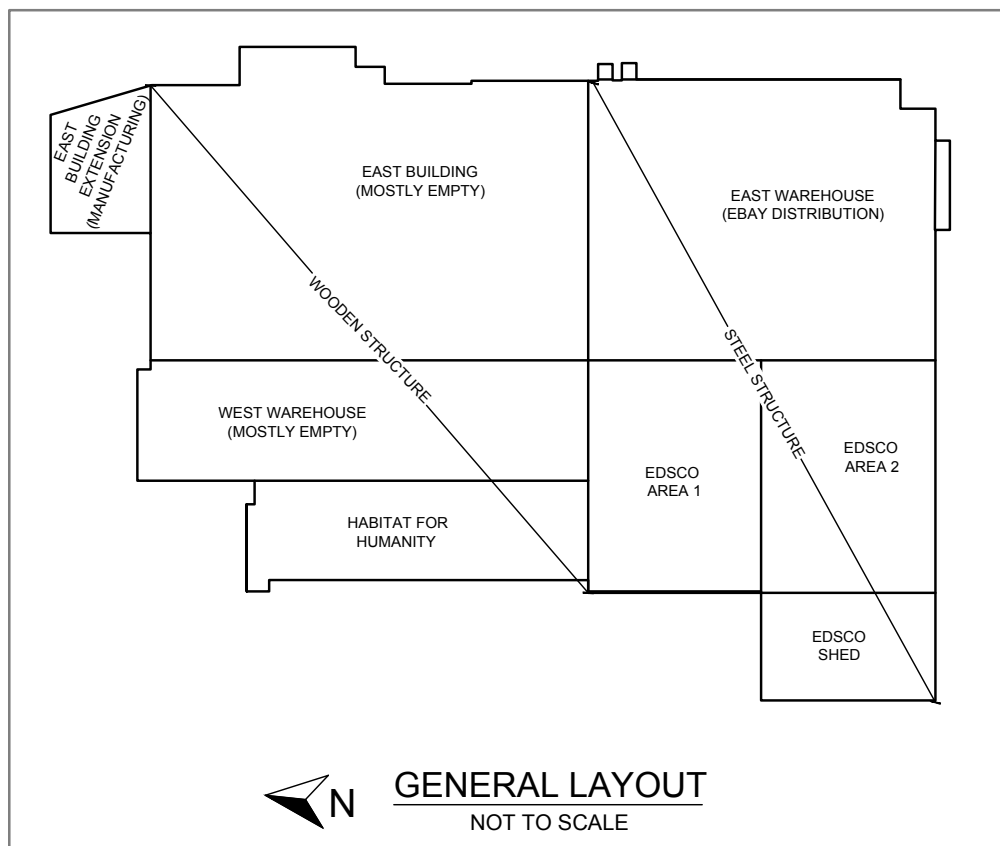 EAST
BUILDING
EXTENSION
(MANUFACTURING)
EAST BUILDING
(MOSTLY EMPTY)
EAST WAREHOUSE
(EBAY DISTRIBUTION)
WOODEN STRUCTURE
STEEL STRUCTURE
WEST WAREHOUSE
(MOSTLY EMPTY)
EDSCO
AREA 1
EDSCO
AREA 2
HABITAT FOR
HUMANITY
EDSCO
SHED
N
GENERAL LAYOUT
NOT TO SCALE